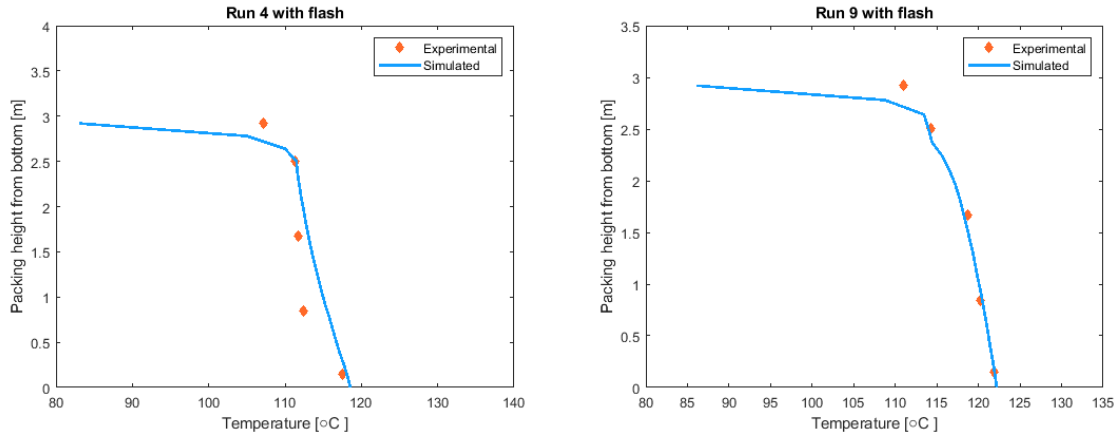 Run 4 with flash
4
3.5
3
2.5
2
1.5
1
0.5
0
Packing height from bottom [m]
Experimental
Simulated
80 90 100 110 120 130 140
Temperature [○C ]
Run 9 with flash
3.5
3
2.5
2
1.5
1
0.5
0
Packing height from bottom [m]
Experimental
Simulated
80 85 90 95 100 105 110 115 120 125 130 135
Temperature [○C ]